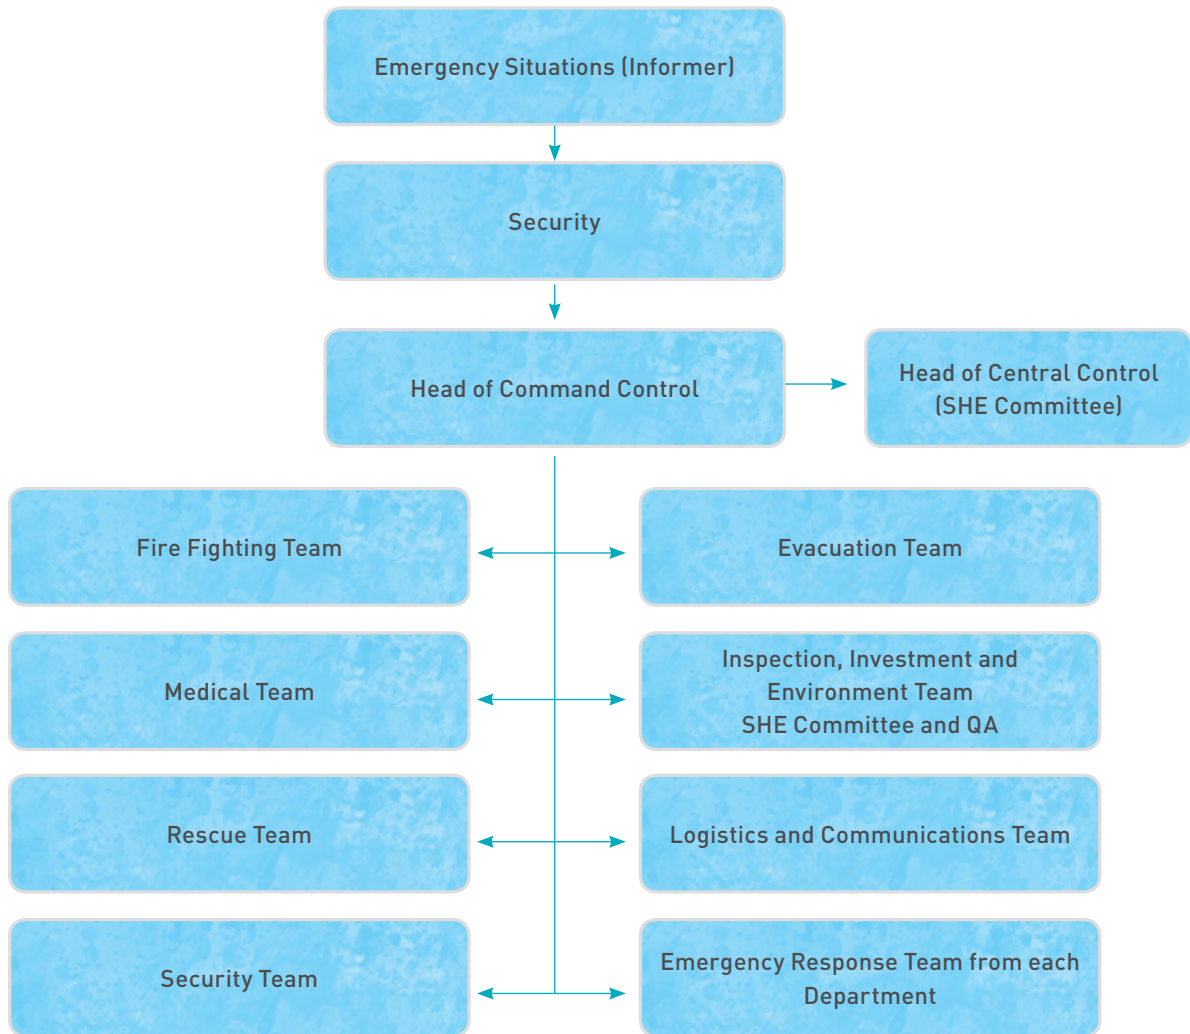 Emergency Situations (Informer)
Security
Head of Command Control
Head of Central Control
(SHE Committee)
Fire Fighting Team
Evacuation Team
Medical Team
Inspection, Investment and
Environment Team
SHE Committee and QA
Rescue Team
Logistics and Communications Team
Security Team
Emergency Response Team from each
Department